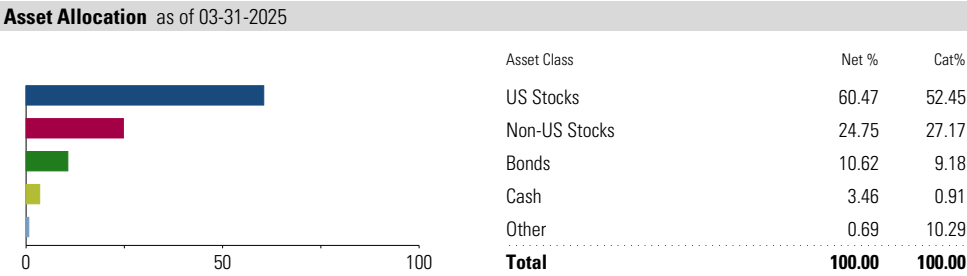 Asset Allocation as of 03-31-2025
Asset Class Net % Cat%
US Stocks 60.47 52.45
Non-US Stocks 24.75 27.17
Bonds 10.62 9.18
Cash 3.46 0.91
Other 0.69 10.29
Total 100.00 100.00
0 50 100